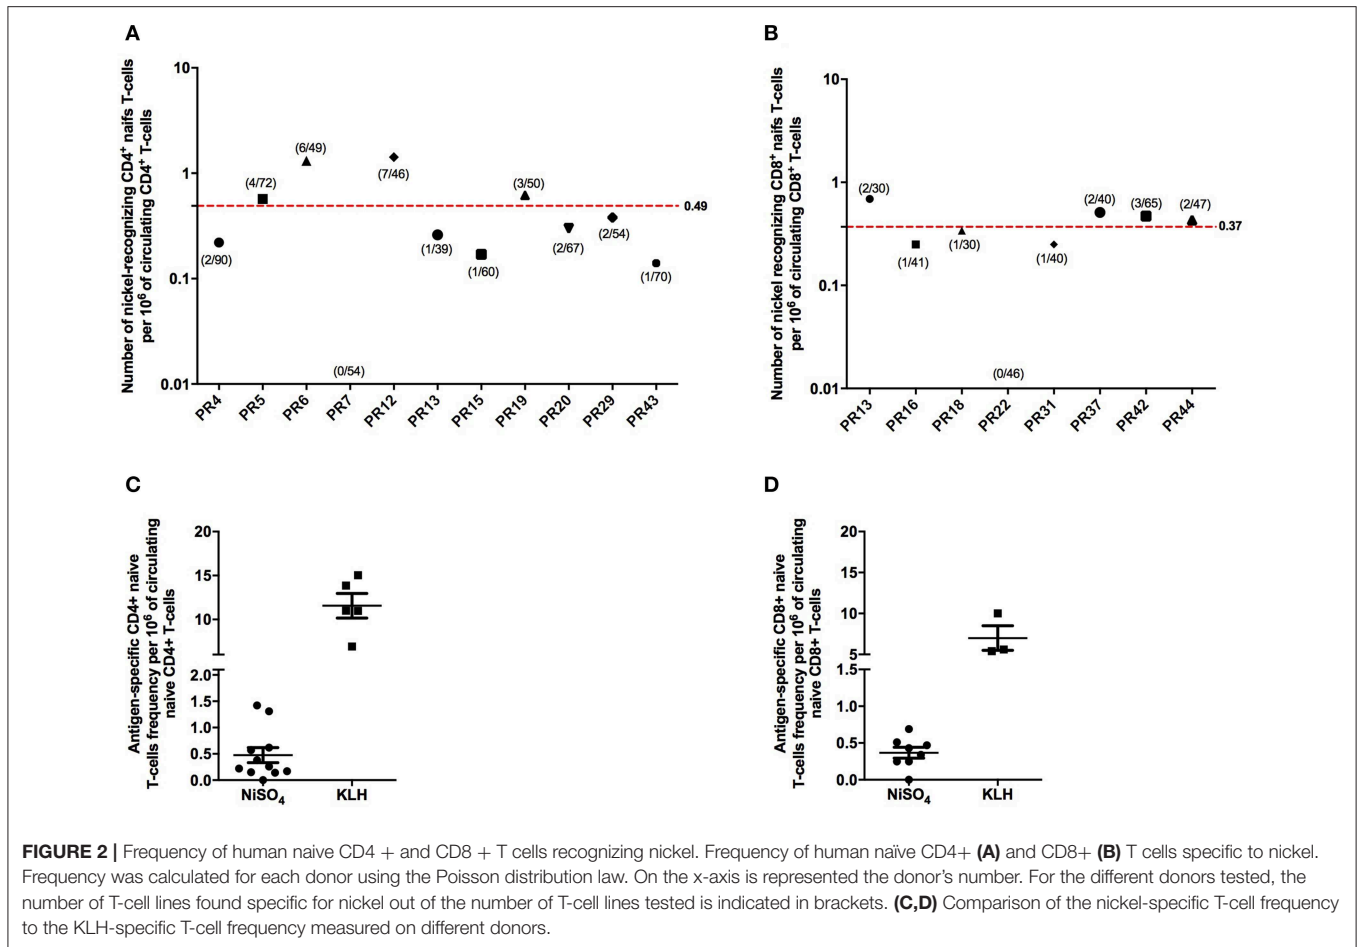 A
Number of nickel-recognizing CD4+ naifs T-cells
per 10^6 of circulating CD4+ T-cells
10
1
0.1
0.01
(2/90)
(4/72)
(6/49)
(0/54)
(7/46)
(1/39)
(1/60)
(3/50)
(2/67)
(2/54)
(1/70)
0.49
PR4
PR5
PR6
PR7
PR12
PR13
PR15
PR19
PR20
PR29
PR43
B
Number of nickel recognizing CD8+ naifs T-cells
per 10^6 of circulating CD8+ T-cells
10
1
0.1
0.01
(2/30)
(1/41)
(1/30)
(0/46)
(1/40)
(2/40)
(3/65)
(2/47)
0.37
PR13
PR16
PR18
PR22
PR31
PR37
PR42
PR44
C
Antigen-specific CD4+ naive
T-cells frequency per 10^6 of circulating
naive CD4+ T-cells
20
15
10
2.0
1.5
1.0
0.5
0.0
NiSO4
KLH
D
Antigen-specific CD8+ naive
T-cells frequency per 10^6 of circulating
naive CD8+ T-cells
20
15
10
5
1.5
1.0
0.5
0.0
NiSO4
KLH
FIGURE 2 | Frequency of human naive CD4 + and CD8 + T cells recognizing nickel. Frequency of human naïve CD4+ (A) and CD8+ (B) T cells specific to nickel.
Frequency was calculated for each donor using the Poisson distribution law. On the x-axis is represented the donor's number. For the different donors tested, the
number of T-cell lines found specific for nickel out of the number of T-cell lines tested is indicated in brackets. (C,D) Comparison of the nickel-specific T-cell frequency
to the KLH-specific T-cell frequency measured on different donors.